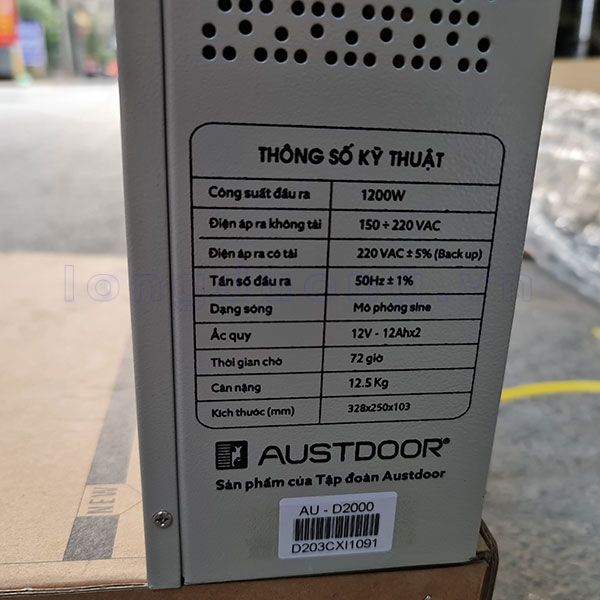 THÔNG SỐ KỸ THUẬT
Công suất đầu ra 1200W
Điện áp ra không tải 150 ÷ 220 VAC
Điện áp ra có tải 220 VAC ± 5% (Back up)
Tần số đầu ra 50Hz ± 1%
Dạng sóng Mô phỏng sine
Ắc quy 12V - 12Ahx2
Thời gian chờ 72 giờ
Cân nặng 12.5 Kg
Kích thước (mm) 328x250x103
AUSTDOOR®
Sản phẩm của Tập đoàn Austdoor
AU - D2000
D203CXI1091
NEW